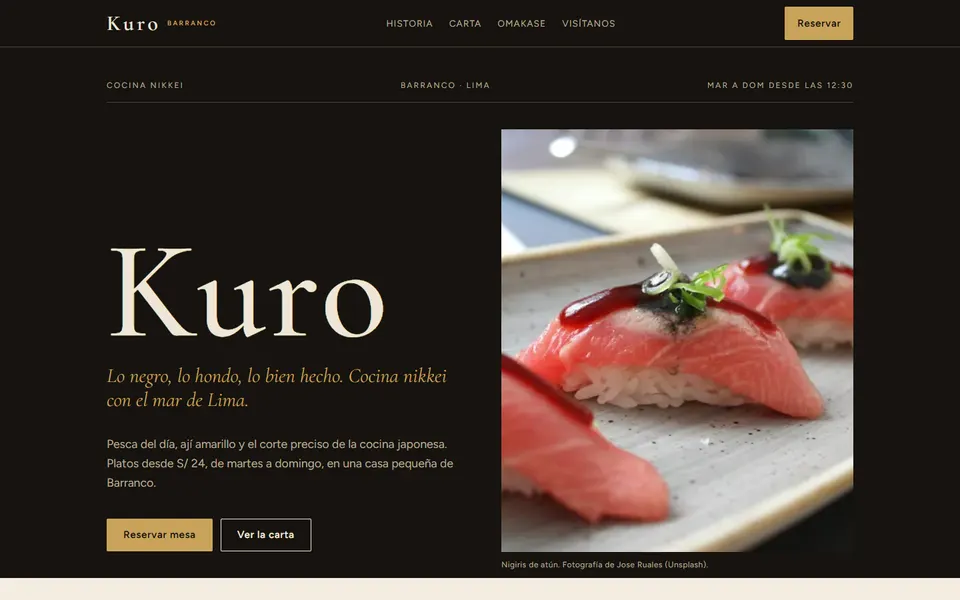 Kuro BARRANCO
HISTORIA CARTA OMAKASE VISÍTANOS
Reservar
COCINA NIKKEI
BARRANCO · LIMA
MAR A DOM DESDE LAS 12:30
Kuro
Lo negro, lo hondo, lo bien hecho. Cocina nikkei
con el mar de Lima.
Pesca del día, ají amarillo y el corte preciso de la cocina japonesa.
Platos desde S/ 24, de martes a domingo, en una casa pequeña de
Barranco.
Reservar mesa
Ver la carta
Nigiris de atún. Fotografía de Jose Ruales (Unsplash).